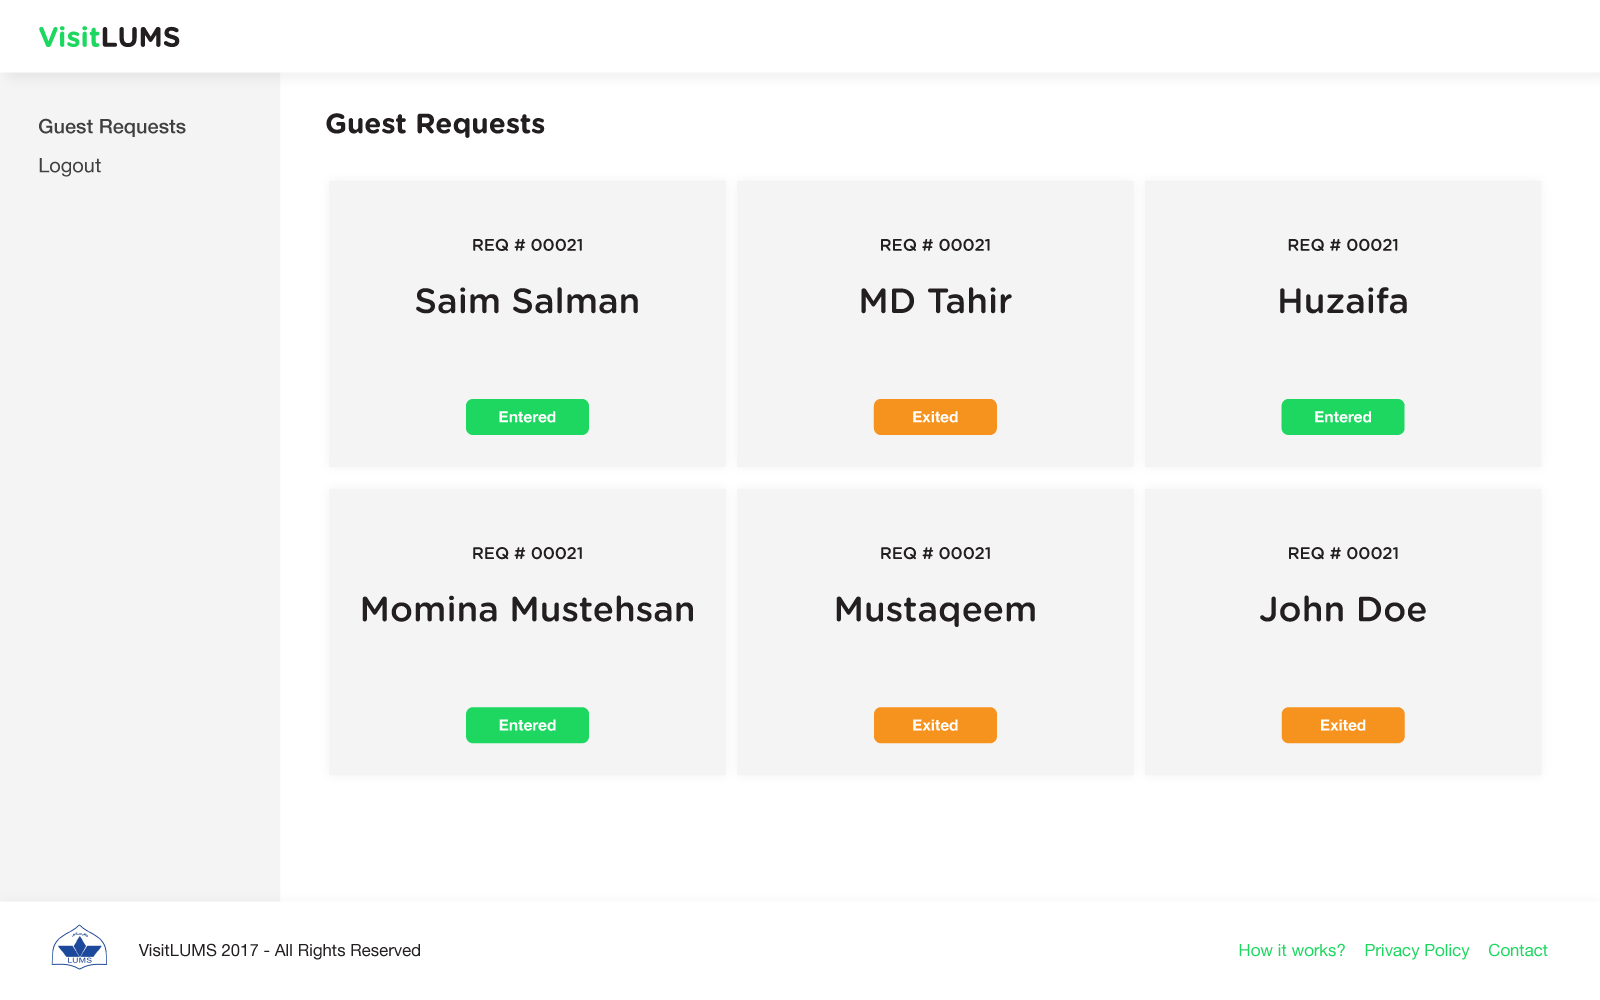 VisitLUMS
Guest Requests
Logout
Guest Requests
REQ # 00021
Saim Salman
Entered
REQ # 00021
MD Tahir
Exited
REQ # 00021
Huzaifa
Entered
REQ # 00021
Momina Mustehsan
Entered
REQ # 00021
Mustaqeem
Exited
REQ # 00021
John Doe
Exited
LUMS
VisitLUMS 2017 - All Rights Reserved
How it works? Privacy Policy Contact